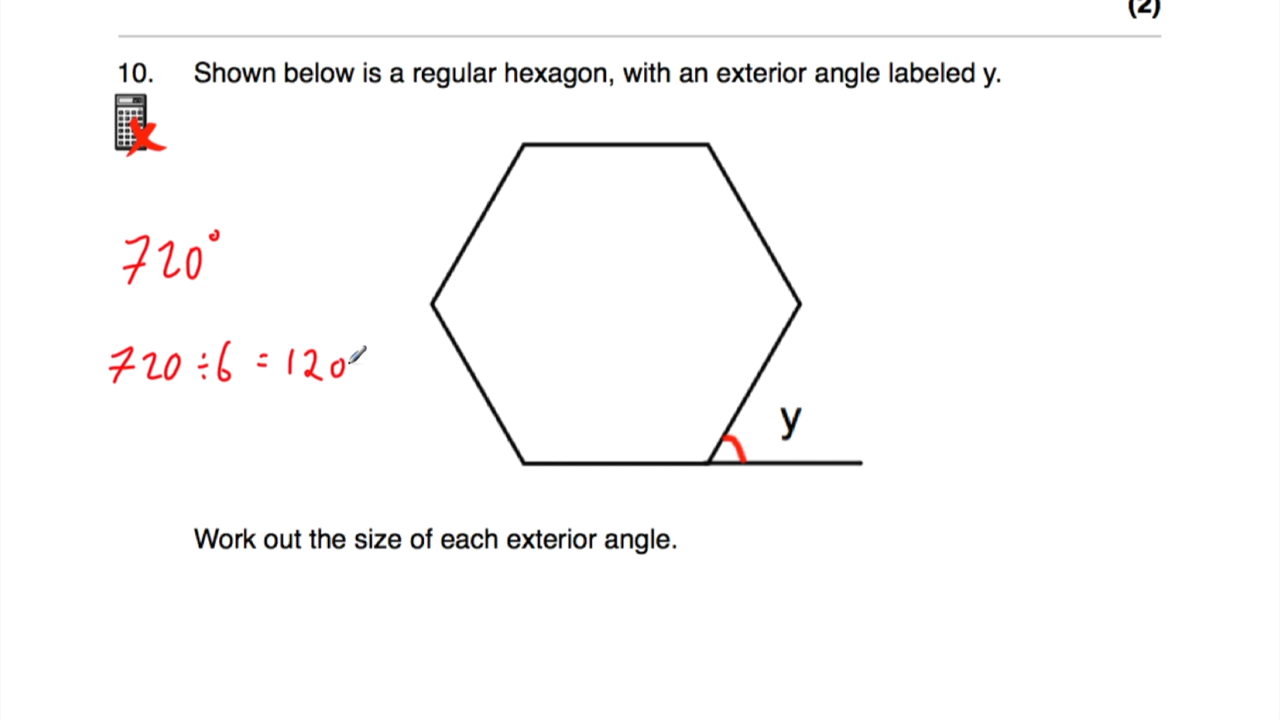 (2)
10. Shown below is a regular hexagon, with an exterior angle labeled y.
720°
720 ÷ 6 = 120
y
Work out the size of each exterior angle.